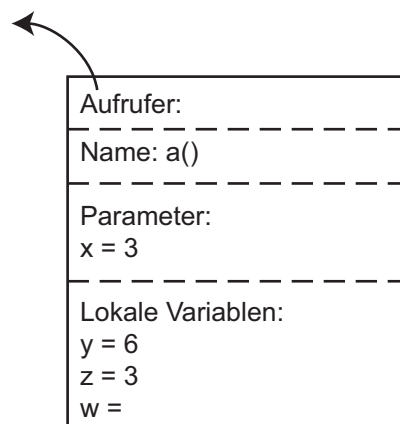 Aufrufer:
Name: a()
Parameter:
x = 3
Lokale Variablen:
y = 6
z = 3
w =